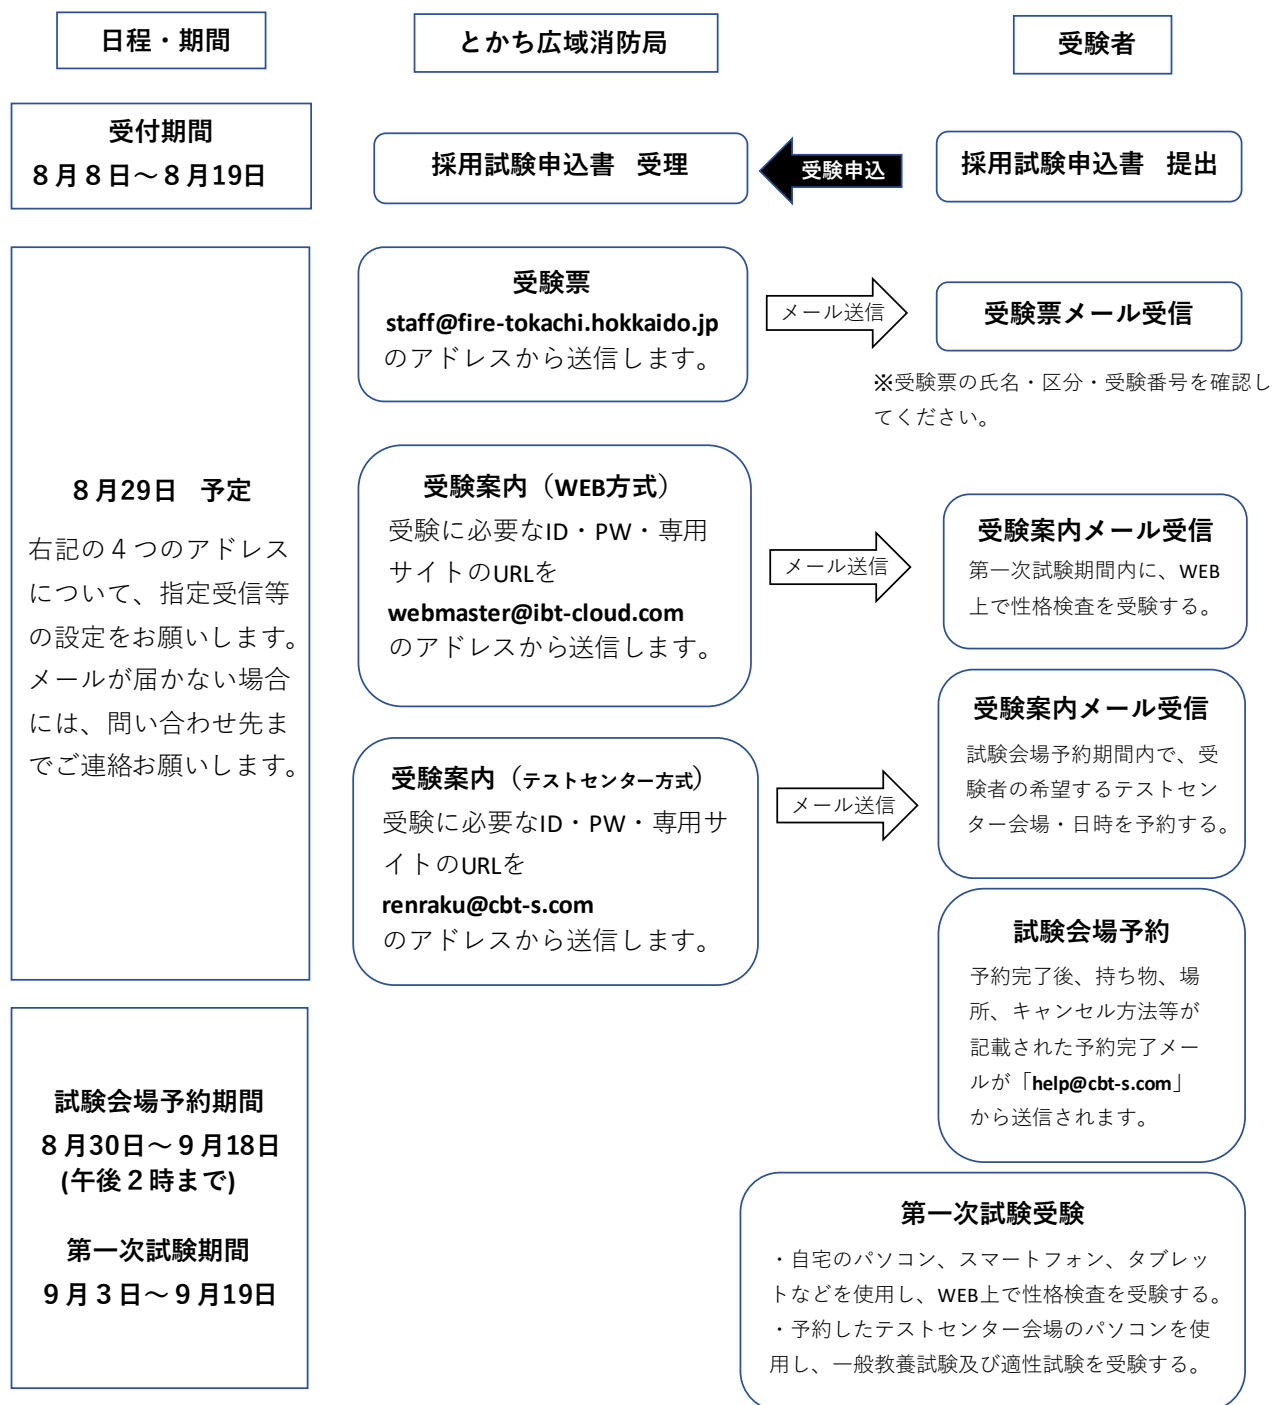 日程・期間
とかち広域消防局
受験者
受付期間
８月８日～８月19日
採用試験申込書　受理
受験申込
採用試験申込書　提出
８月29日　予定
右記の４つのアドレス
について、指定受信等
の設定をお願いします。
メールが届かない場合
には、問い合わせ先ま
でご連絡お願いします。
受験票
staff@fire-tokachi.hokkaido.jp
のアドレスから送信します。
メール送信
受験票メール受信
※受験票の氏名・区分・受験番号を確認し
てください。
受験案内（WEB方式）
受験に必要なID・PW・専用
サイトのURLを
webmaster@ibt-cloud.com
のアドレスから送信します。
メール送信
受験案内メール受信
第一次試験期間内に、WEB
上で性格検査を受験する。
受験案内（テストセンター方式）
受験に必要なID・PW・専用サ
イトのURLを
renraku@cbt-s.com
のアドレスから送信します。
メール送信
受験案内メール受信
試験会場予約期間内で、受
験者の希望するテストセン
ター会場・日時を予約する。
試験会場予約
予約完了後、持ち物、場
所、キャンセル方法等が
記載された予約完了メー
ルが「help@cbt-s.com」
から送信されます。
試験会場予約期間
８月30日～９月18日
(午後２時まで)
第一次試験期間
９月３日～９月19日
第一次試験受験
・自宅のパソコン、スマートフォン、タブレッ
トなどを使用し、WEB上で性格検査を受験する。
・予約したテストセンター会場のパソコンを使
用し、一般教養試験及び適性試験を受験する。